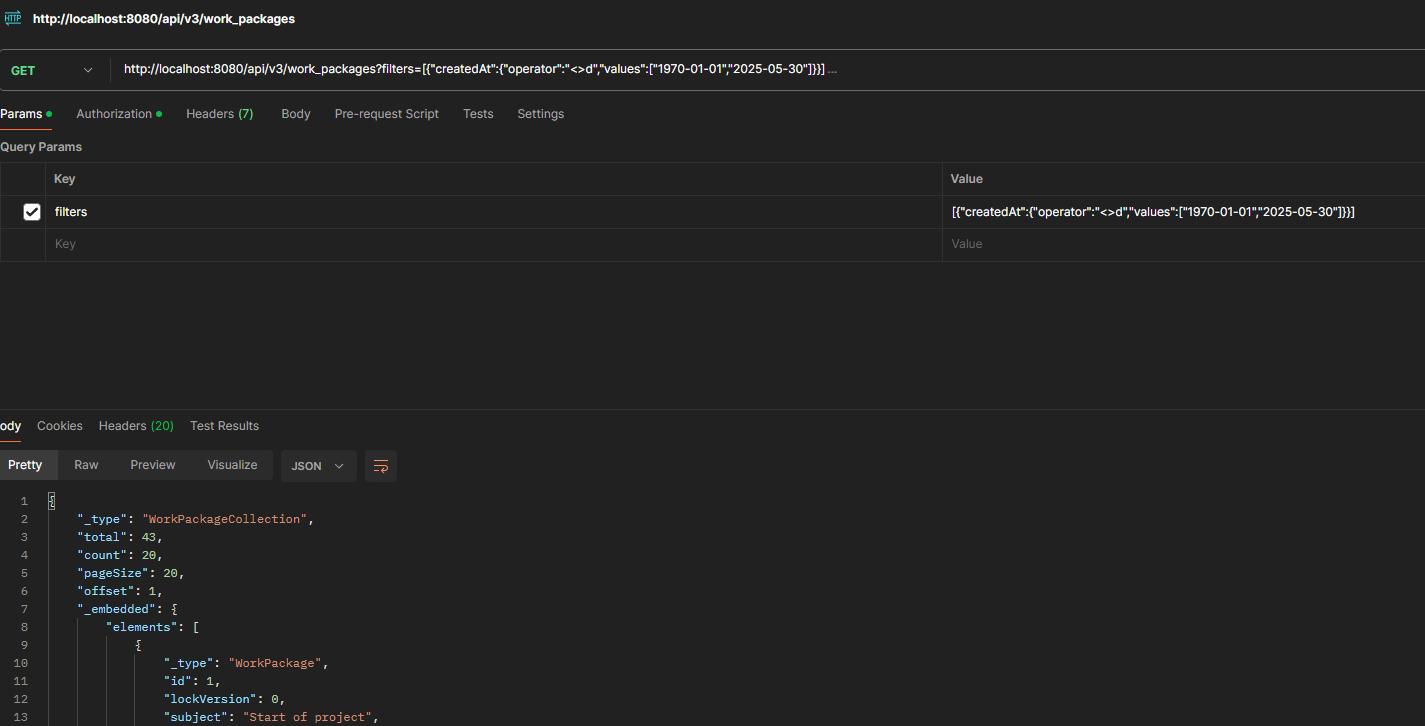 HTTP http://localhost:8080/api/v3/work_packages
GET http://localhost:8080/api/v3/work_packages?filters=[{"createdAt":{"operator":"<>d","values":["1970-01-01","2025-05-30"]}}] ...
Params Authorization Headers (7) Body Pre-request Script Tests Settings
Query Params
Key Value
filters [{"createdAt":{"operator":"<>d","values":["1970-01-01","2025-05-30"]}}]
Key Value
ody Cookies Headers (20) Test Results
Pretty Raw Preview Visualize JSON
1 {
2 "_type": "WorkPackageCollection",
3 "total": 43,
4 "count": 20,
5 "pageSize": 20,
6 "offset": 1,
7 "_embedded": {
8 "elements": [
9 {
10 "_type": "WorkPackage",
11 "id": 1,
12 "lockVersion": 0,
13 "subject": "Start of project",